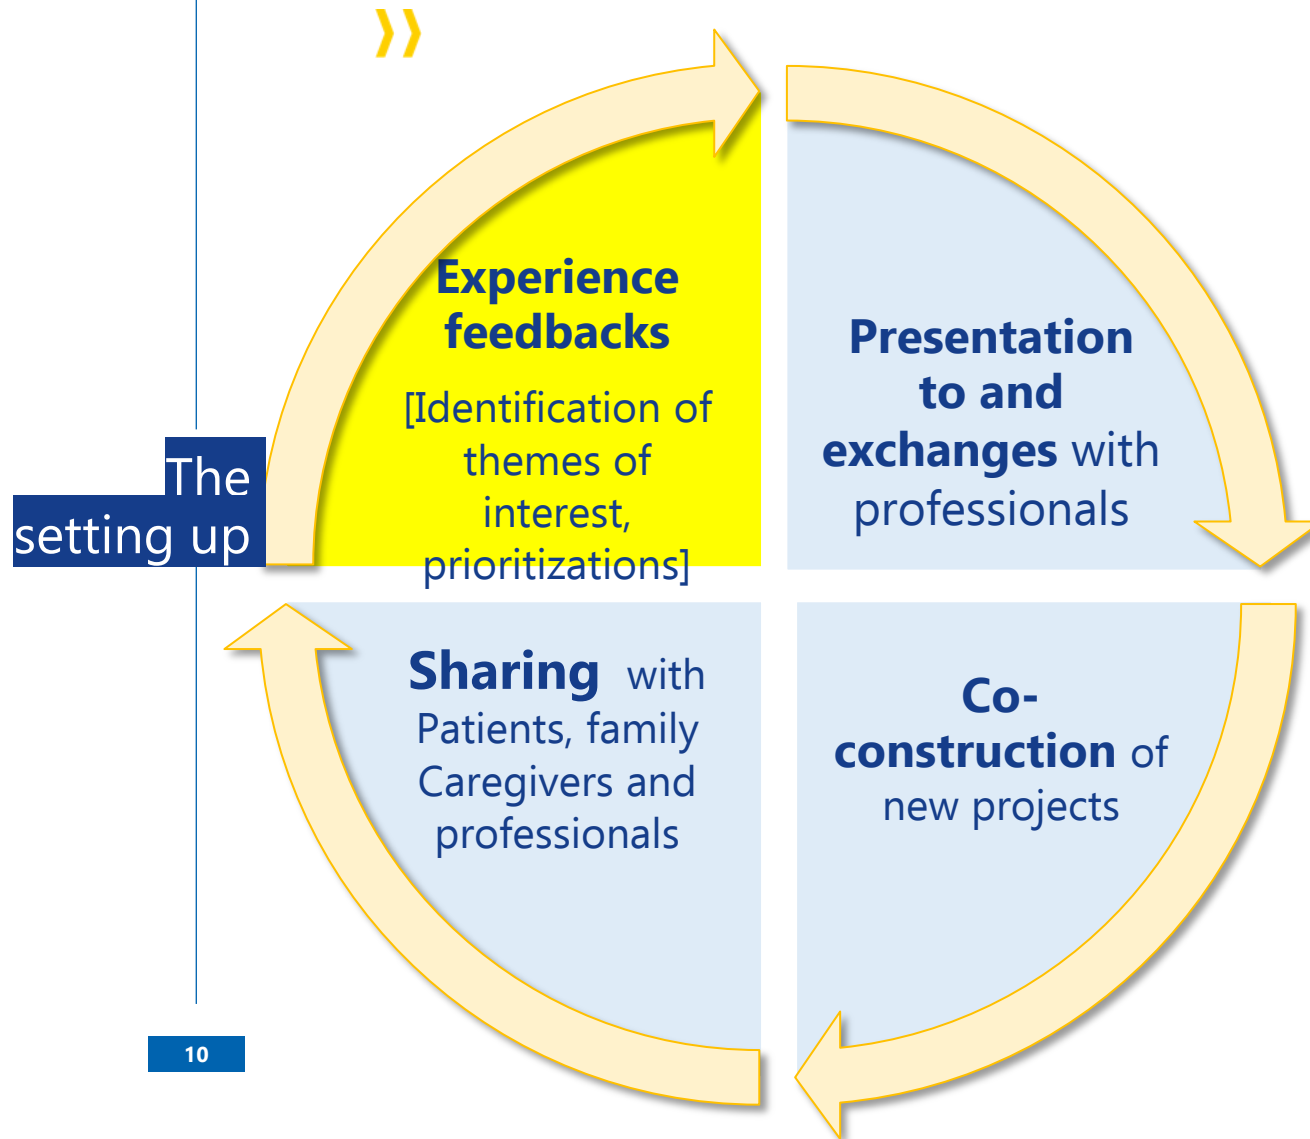 The
setting up
Experience
feedbacks
[Identification of
themes of
interest,
prioritizations]
Presentation
to and
exchanges with
professionals
Sharing with
Patients, family
Caregivers and
professionals
Co-
construction of
new projects
10